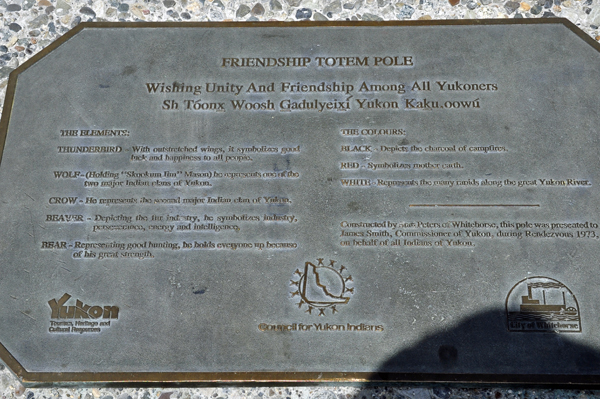 FRIENDSHIP TOTEM POLE
Wishing Unity And Friendship Among All Yukoners
Sh Tóonx Woosh Gadulyeixí Yukon Kaḵu.oowú
THE ELEMENTS:
THUNDERBIRD - With outstretched wings, it symbolizes good
luck and happiness to all people.
WOLF - (Holding "Skookum Jim" Mason) he represents one of the
two major Indian clans of Yukon.
CROW - He represents the second major Indian clan of Yukon.
BEAVER - Depicting the fur industry, he symbolizes industry,
perseverance, energy and intelligence.
BEAR - Representing good hunting, he holds everyone up because
of his great strength.
THE COLOURS:
BLACK - Depicts the charcoal of campfires.
RED - Symbolizes mother earth.
WHITE - Represents the many rapids along the great Yukon River.
Constructed by Stan Peters of Whitehorse, this pole was presented to
James Smith, Commissioner of Yukon, during Rendezvous 1973,
on behalf of all Indians of Yukon.
Yukon
Tourism, Heritage and
Cultural Resources
Council for Yukon Indians
City of Whitehorse